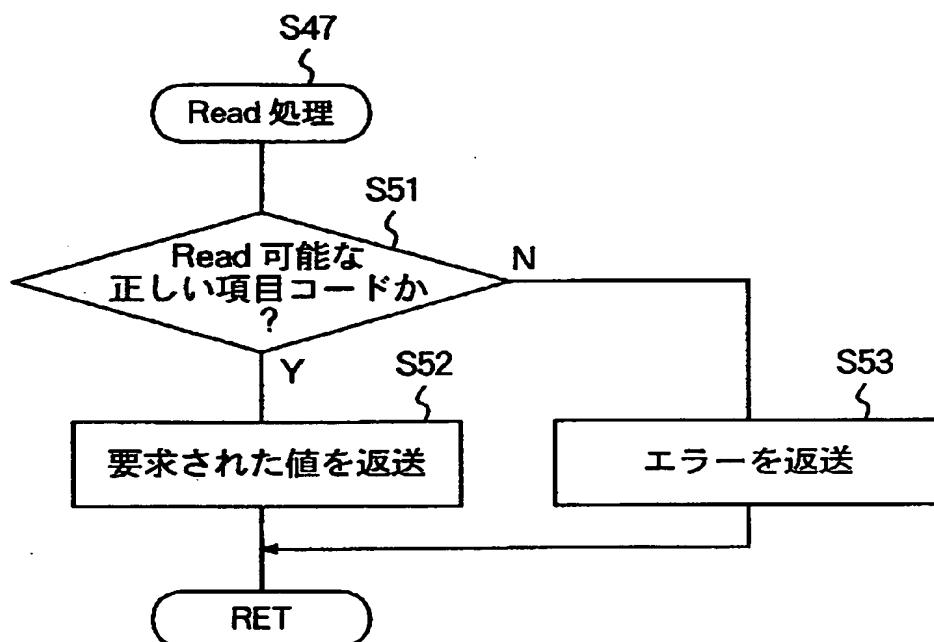 S47
Read 処理
S51
Read 可能な
正しい項目コードか
?
N
Y
S52
S53
要求された値を返送
エラーを返送
RET